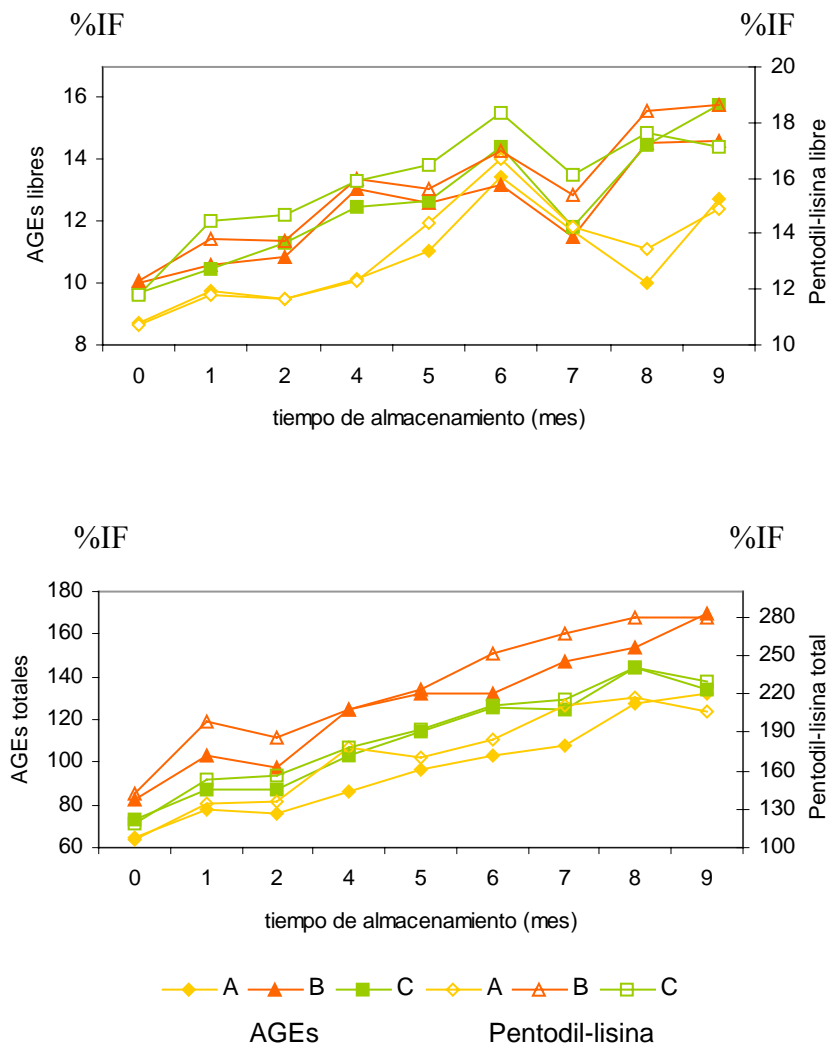 %IF %IF
16
14
12
10
8
AGEs libres
20
18
16
14
12
10
Pentodil-lisina libre
0 1 2 4 5 6 7 8 9
tiempo de almacenamiento (mes)
%IF %IF
180
160
140
120
100
80
60
AGEs totales
280
250
220
190
160
130
100
Pentodil-lisina total
0 1 2 4 5 6 7 8 9
tiempo de almacenamiento (mes)
A B C A B C
AGEs Pentodil-lisina